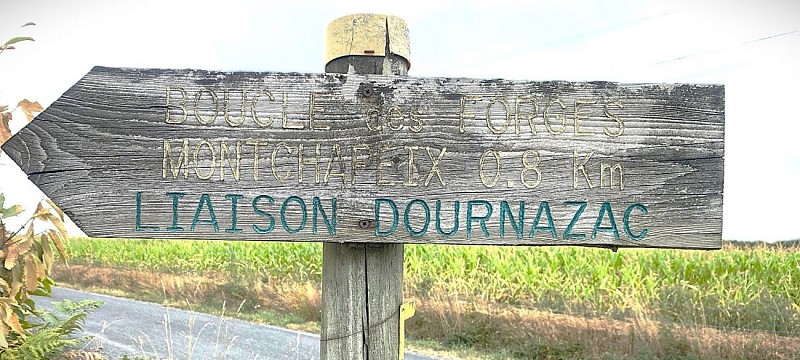 BOUCLE des FORGES
MONTCHAPEIX 0.8 Km
LIAISON DOURNAZAC